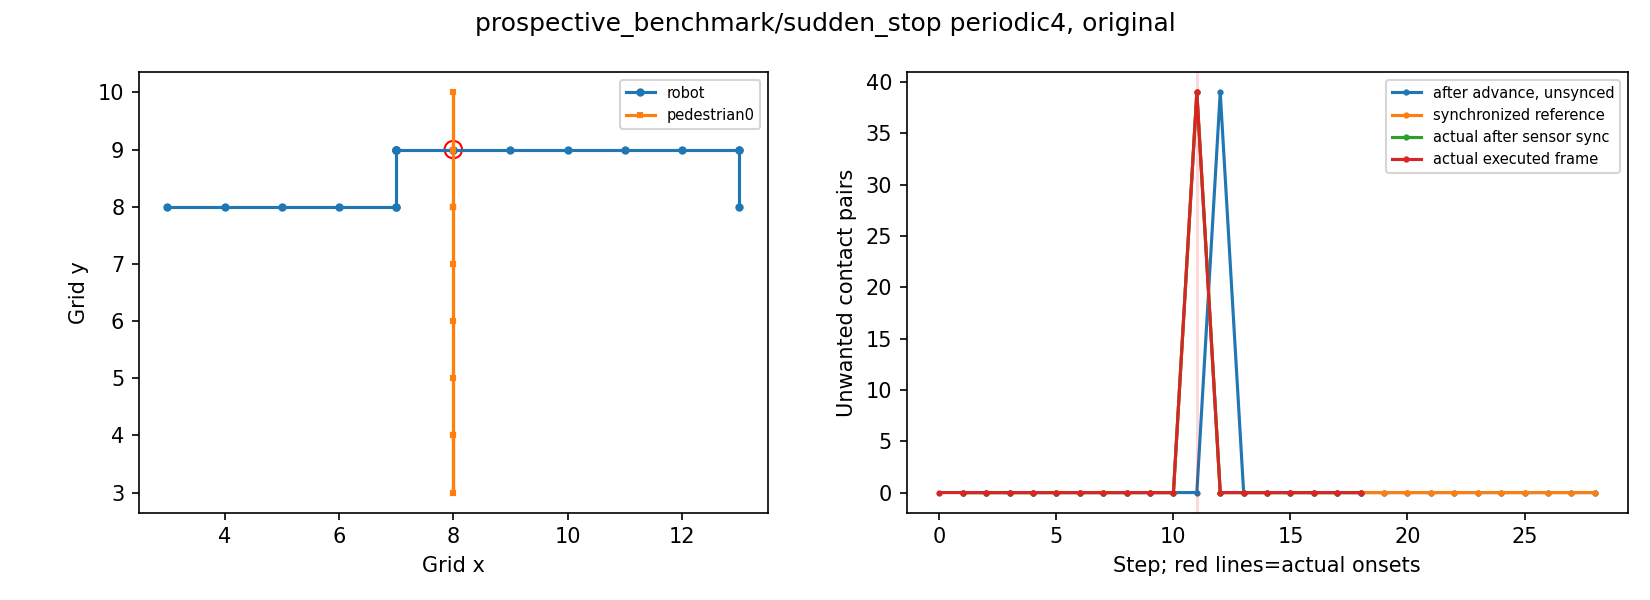 prospective_benchmark/sudden_stop periodic4, original
10
9
8
7
6
5
4
3
4
6
8
10
12
Grid y
Grid x
robot
pedestrian0
40
35
30
25
20
15
10
5
0
0
5
10
15
20
25
Unwanted contact pairs
Step; red lines=actual onsets
after advance, unsynced
synchronized reference
actual after sensor sync
actual executed frame